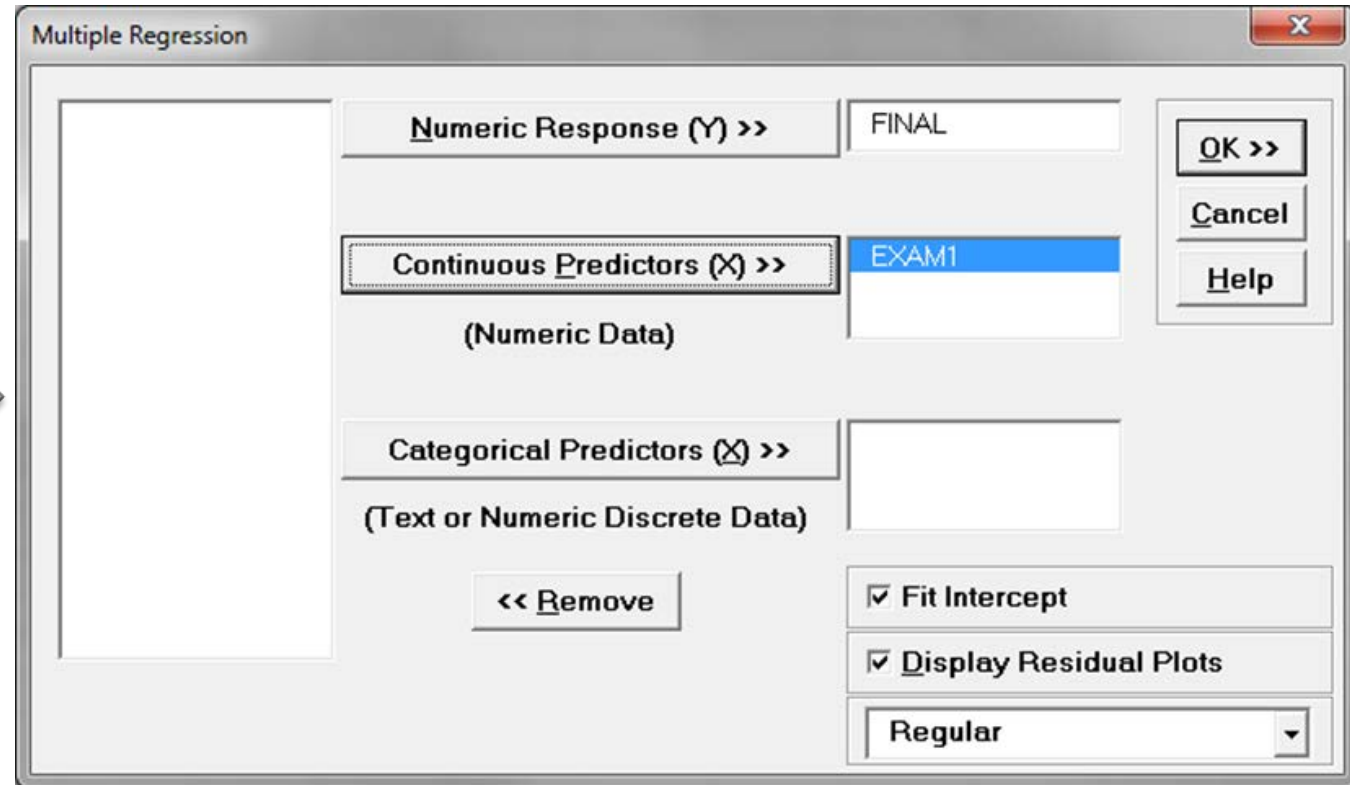 Multiple Regression
Numeric Response (Y) >>
FINAL
OK >>
Cancel
Continuous Predictors (X) >>
EXAM1
Help
(Numeric Data)
Categorical Predictors (X) >>
(Text or Numeric Discrete Data)
<< Remove
Fit Intercept
Display Residual Plots
Regular